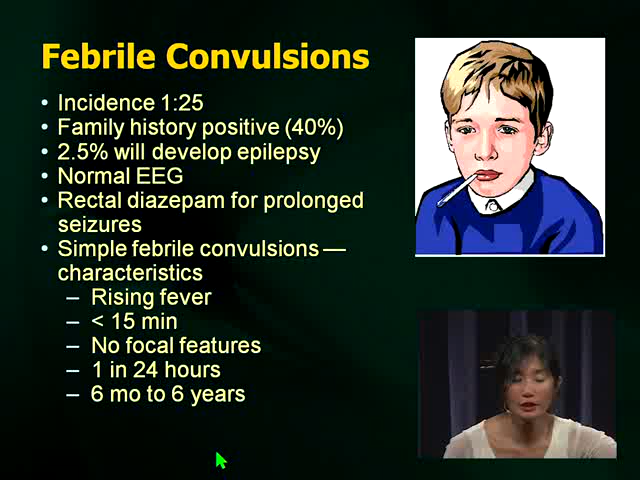 Febrile Convulsions
• Incidence 1:25
• Family history positive (40%)
• 2.5% will develop epilepsy
• Normal EEG
• Rectal diazepam for prolonged
seizures
• Simple febrile convulsions —
characteristics
– Rising fever
– < 15 min
– No focal features
– 1 in 24 hours
– 6 mo to 6 years